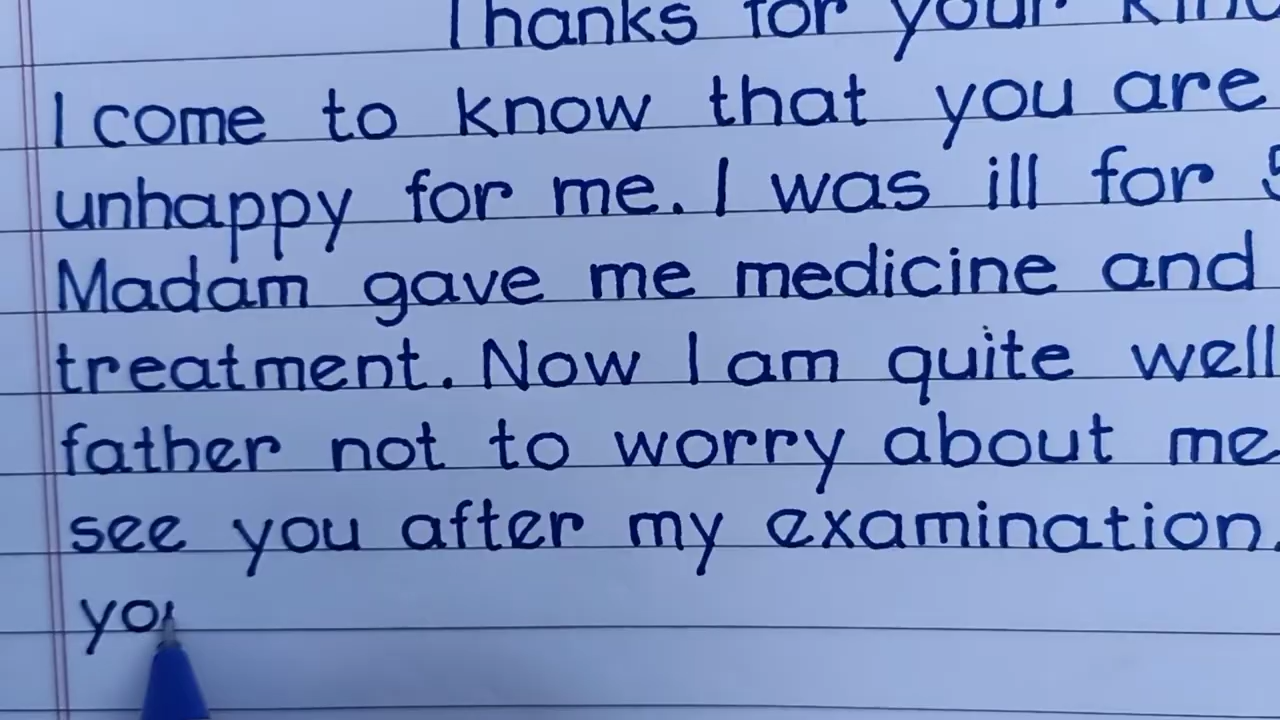 Thanks for your
I come to know that you are
unhappy for me. I was ill for
Madam gave me medicine and
treatment. Now I am quite well
father not to worry about me
see you after my examination.
yo